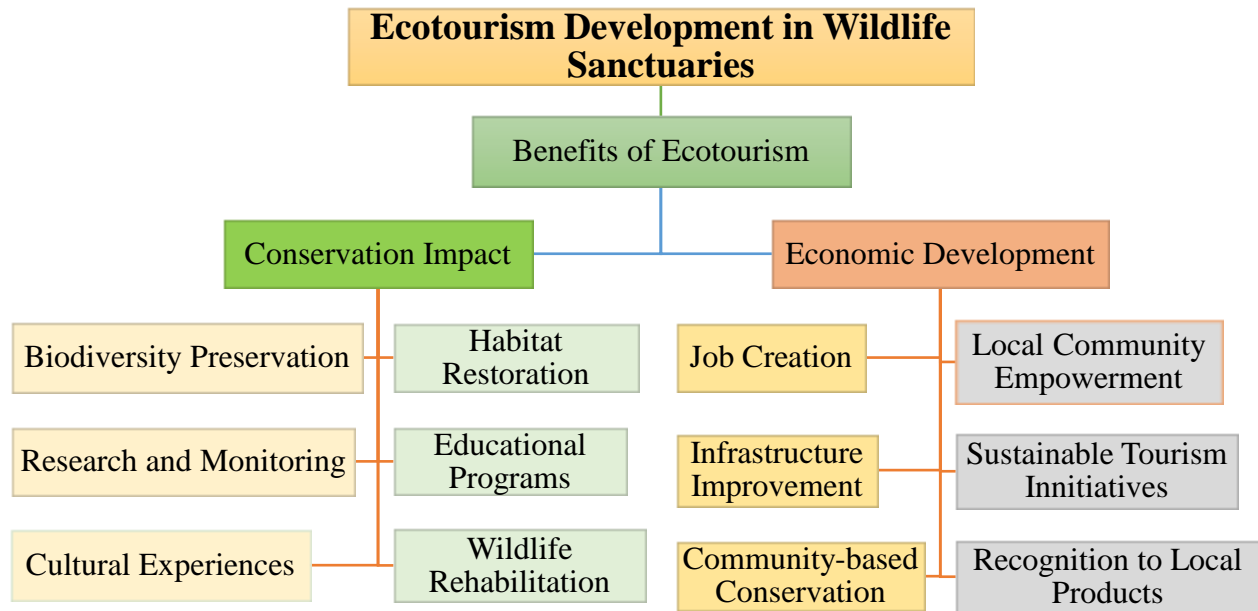 Ecotourism Development in Wildlife
Sanctuaries
Benefits of Ecotourism
Conservation Impact
Economic Development
Biodiversity Preservation
Habitat
Restoration
Research and Monitoring
Educational
Programs
Cultural Experiences
Wildlife
Rehabilitation
Job Creation
Local Community
Empowerment
Infrastructure
Improvement
Sustainable Tourism
Innitiatives
Community-based
Conservation
Recognition to Local
Products